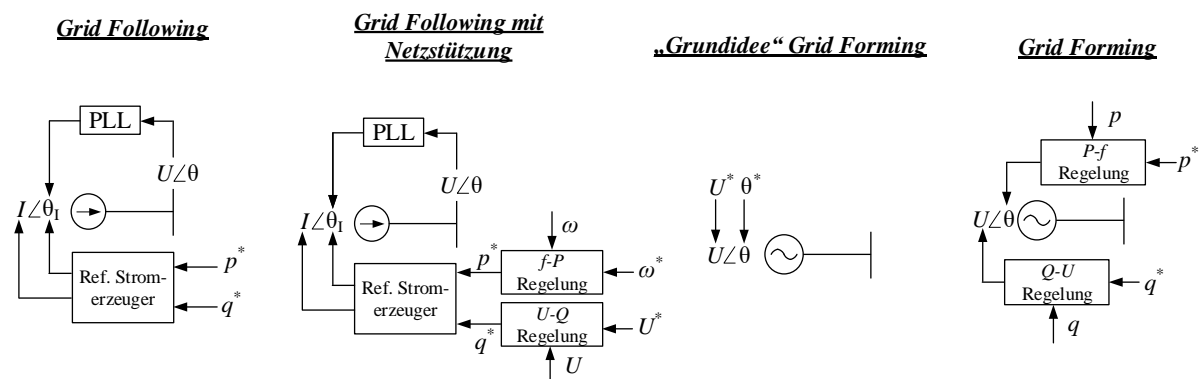 Grid Following
PLL
U∠θ
I∠θI
Ref. Strom-
erzeuger
p*
q*
Grid Following mit
Netzstützung
PLL
U∠θ
I∠θI
Ref. Strom-
erzeuger
p*
q*
ω
f-P
Regelung
ω*
U-Q
Regelung
U*
U
„Grundidee“ Grid Forming
U* θ*
U∠θ
Grid Forming
p
P-f
Regelung
p*
U∠θ
Q-U
Regelung
q*
q